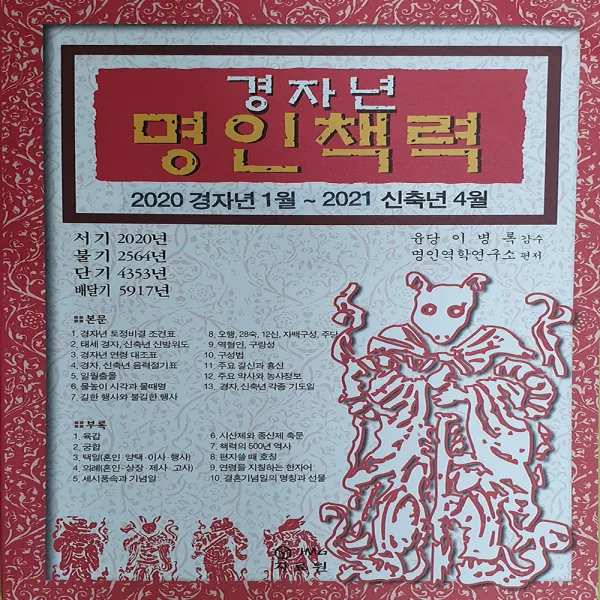 경자년
명인책력
2020 경자년 1월 ~ 2021 신축년 4월
서기 2020년
불기 2564년
단기 4353년
배달기 5917년
윤당 이병록 감수
명인역학연구소 편저
본문
1. 경자년 토정비결 조견표
2. 태세 경자, 신축년 신방위도
3. 경자년 연령 대조표
4. 경자, 신축년 음력절기표
5. 일월출몰
6. 물높이 시각과 물때명
7. 길한 행사와 불길한 행사
8. 오행, 28숙, 12신, 자백구성, 주당
9. 역혈인, 구랑성
10. 구성법
11. 주요 길신과 흉신
12. 주요 약사와 농사정보
13. 경자,신축년 각종 기도일
부록
1. 육갑
2. 궁합
3. 택일(혼인·양택·이사·행사)
4. 의례(혼인·상장·제사·고사)
5. 세시풍속과 기념일
6. 시산제와 종산제 축문
7. 책력의 500년 역사
8. 편지쓸 때 호칭
9. 연령을 지칭하는 한자어
10. 결혼기념일의 명칭과 선물